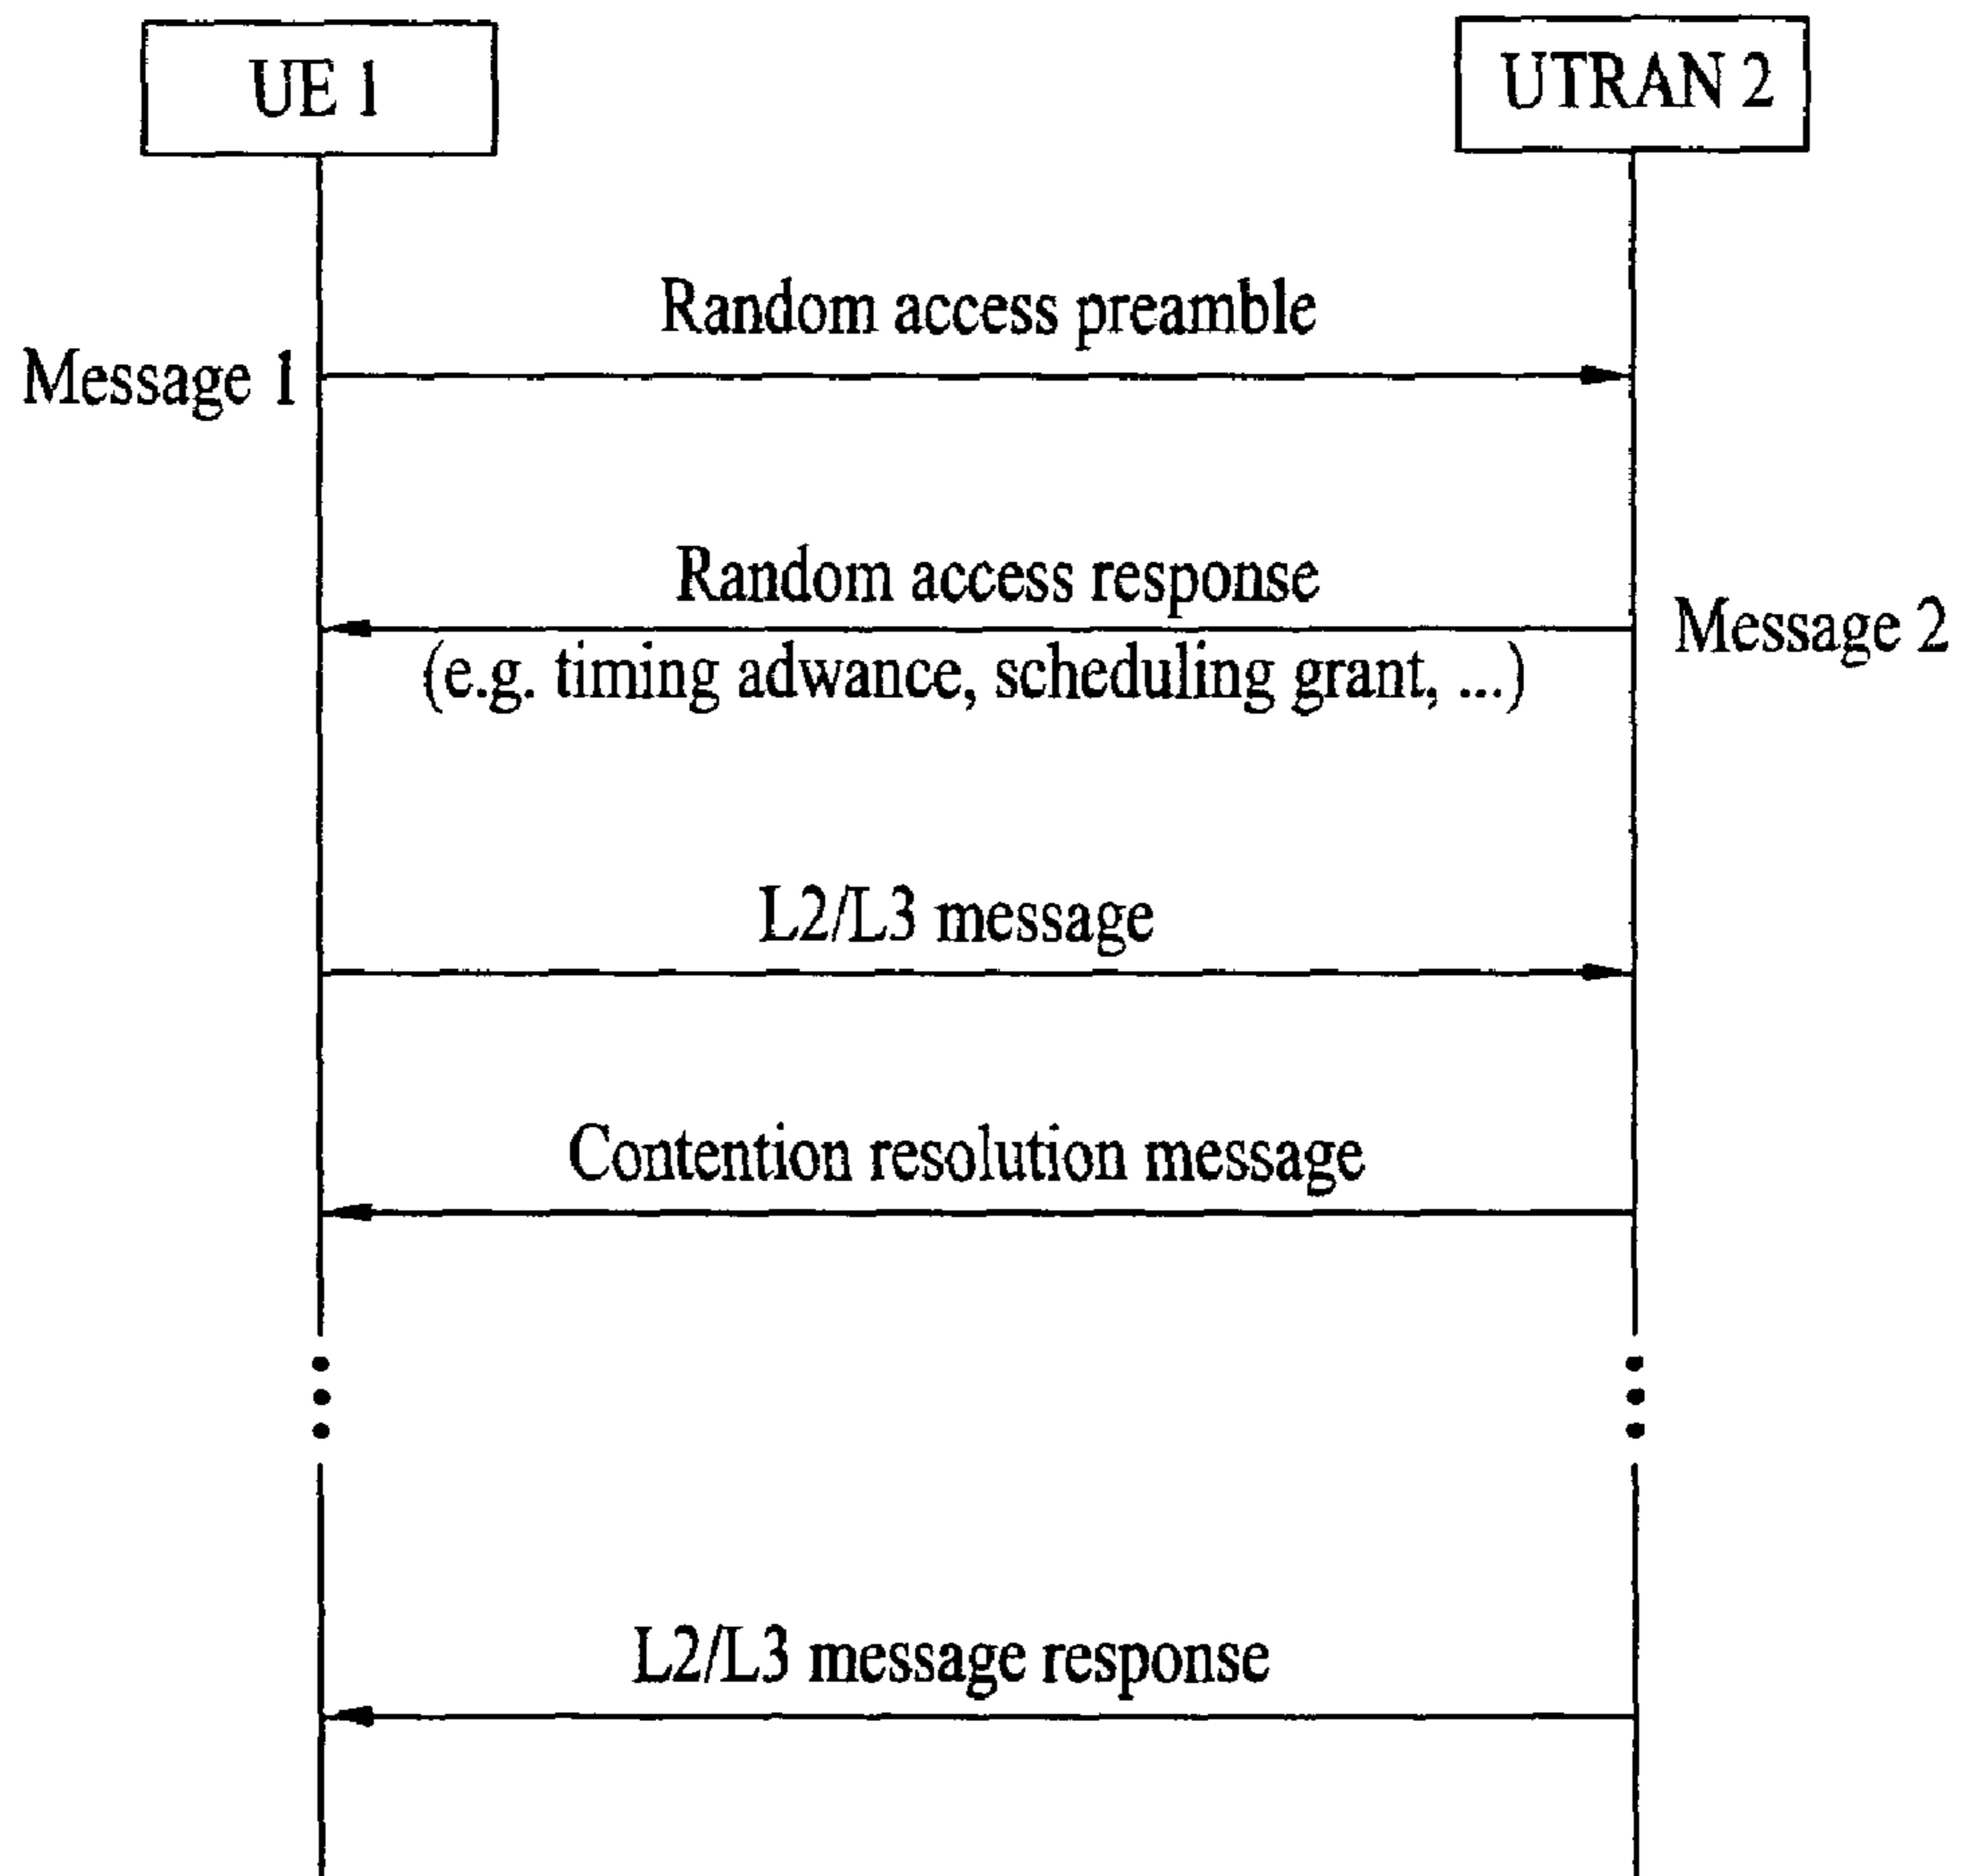 UE 1
UTRAN 2
Random access preamble
Message 1
Random access response
Message 2
(e.g. timing adwance, scheduling grant, ...)
L2/L3 message
Contention resolution message
L2/L3 message response